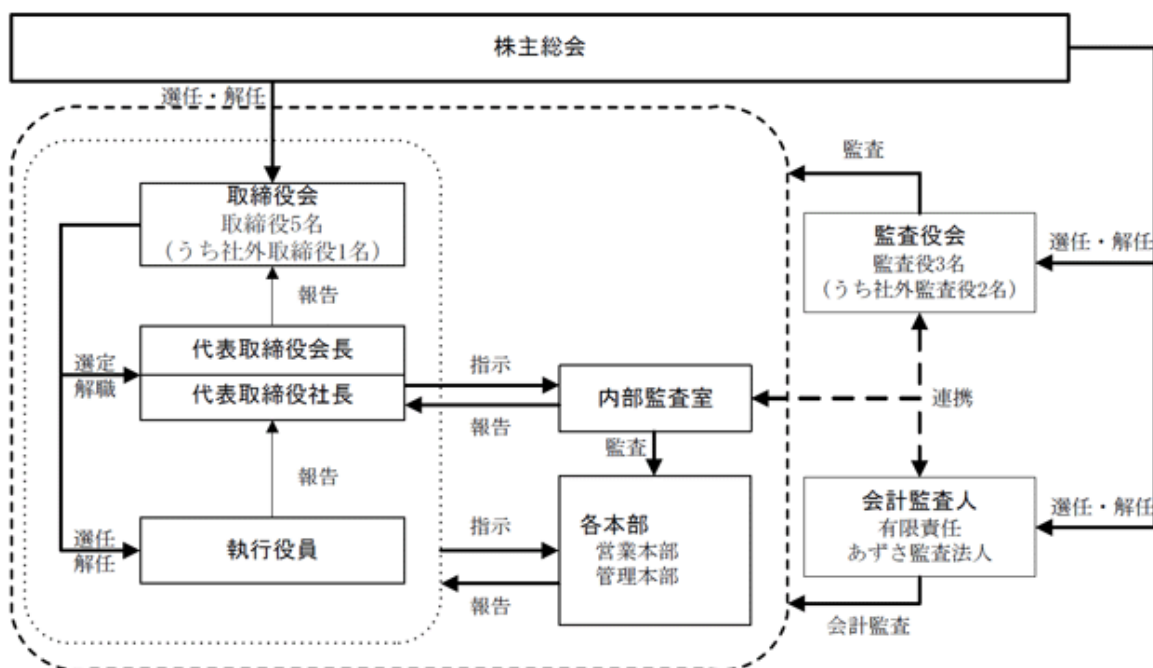 株主総会
選任・解任
監査
取締役会
取締役5名
(うち社外取締役1名)
監査役会
監査役3名
(うち社外監査役2名)
選任・解任
報告
代表取締役会長
代表取締役社長
選定
解職
指示
報告
内部監査室
連携
監査
報告
会計監査人
有限責任
あずさ監査法人
選任・解任
各本部
営業本部
管理本部
執行役員
選任
解任
指示
報告
会計監査